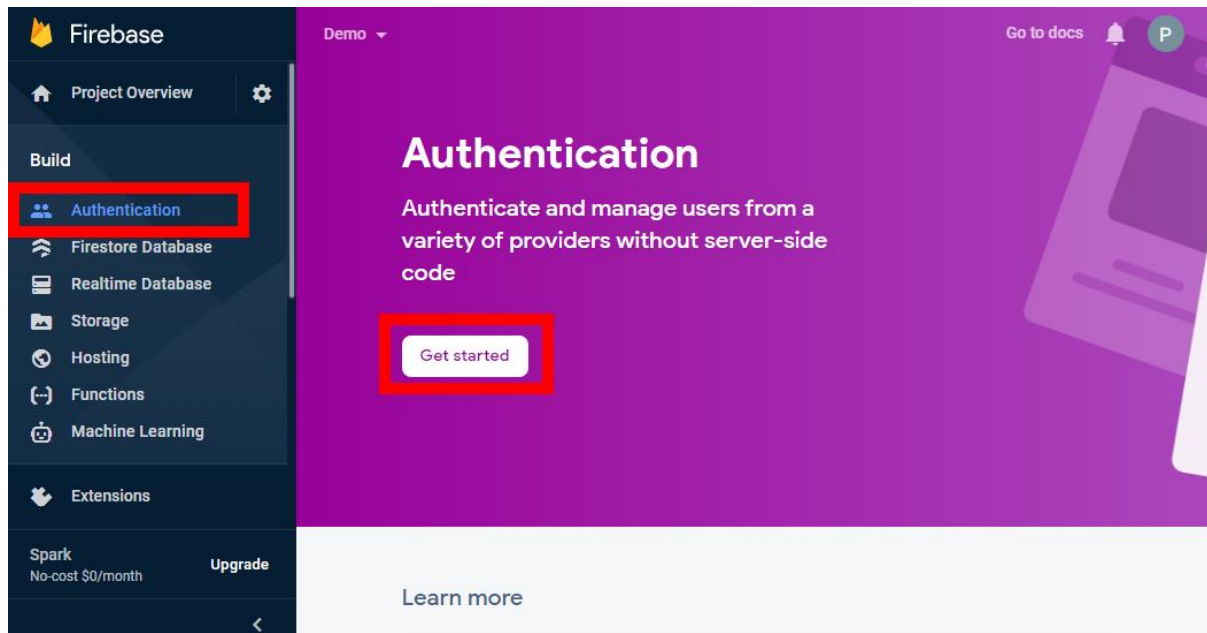 Firebase
Project Overview
Build
Authentication
Firestore Database
Realtime Database
Storage
Hosting
Functions
Machine Learning
Extensions
Spark
No-cost $0/month
Upgrade
Demo
Go to docs
P
Authentication
Authenticate and manage users from a
variety of providers without server-side
code
Get started
Learn more